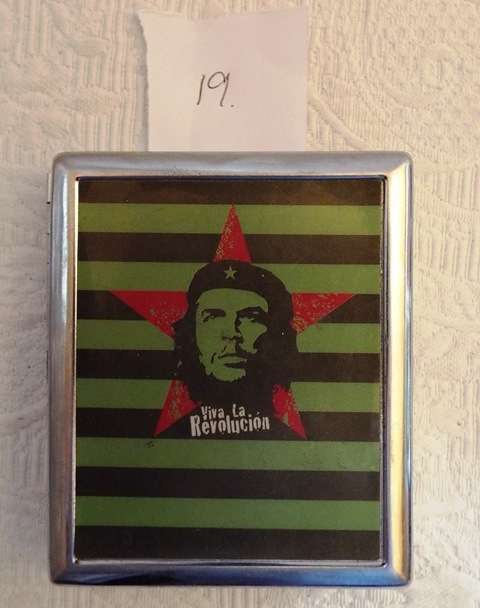 19.
Viva La
Revolución